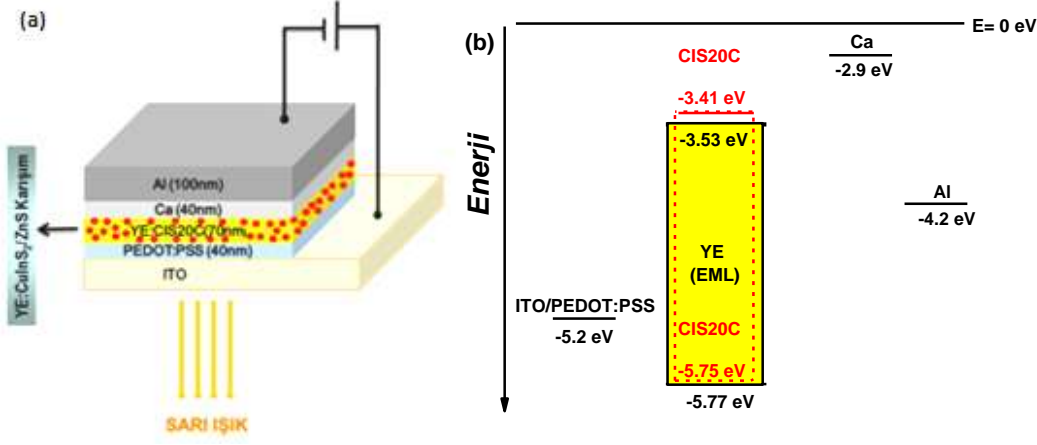 (a)
Al (100nm)
Ca (40nm)
YE:CIS20C(70nm)
PEDOT:PSS (40nm)
ITO
YE:CuInS2/ZnS Karışım
SARI IŞIK
(b)
E= 0 eV
Enerji
Ca
-2.9 eV
CIS20C
-3.41 eV
-3.53 eV
Al
-4.2 eV
YE
(EML)
ITO/PEDOT:PSS
-5.2 eV
CIS20C
-5.75 eV
-5.77 eV